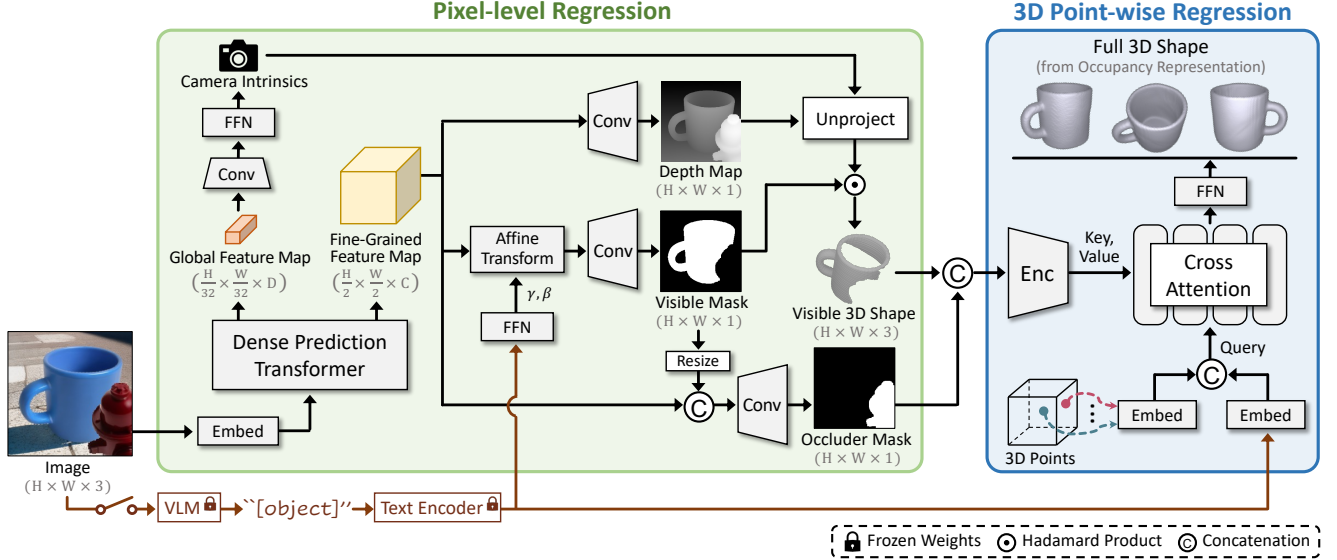 Pixel-level Regression
3D Point-wise Regression
Camera Intrinsics
FFN
Conv
Global Feature Map
(H/32 × W/32 × D)
Fine-Grained
Feature Map
(H/2 × W/2 × C)
Dense Prediction
Transformer
Embed
Image
(H × W × 3)
VLM
``[object]''
Text Encoder
Conv
Depth Map
(H × W × 1)
Unproject
Affine
Transform
γ, β
FFN
Conv
Visible Mask
(H × W × 1)
Resize
C
Conv
Occluder Mask
(H × W × 1)
Visible 3D Shape
(H × W × 3)
C
Full 3D Shape
(from Occupancy Representation)
FFN
Enc
Key,
Value
Cross
Attention
Query
C
Embed
Embed
3D Points
Frozen Weights
Hadamard Product
C Concatenation